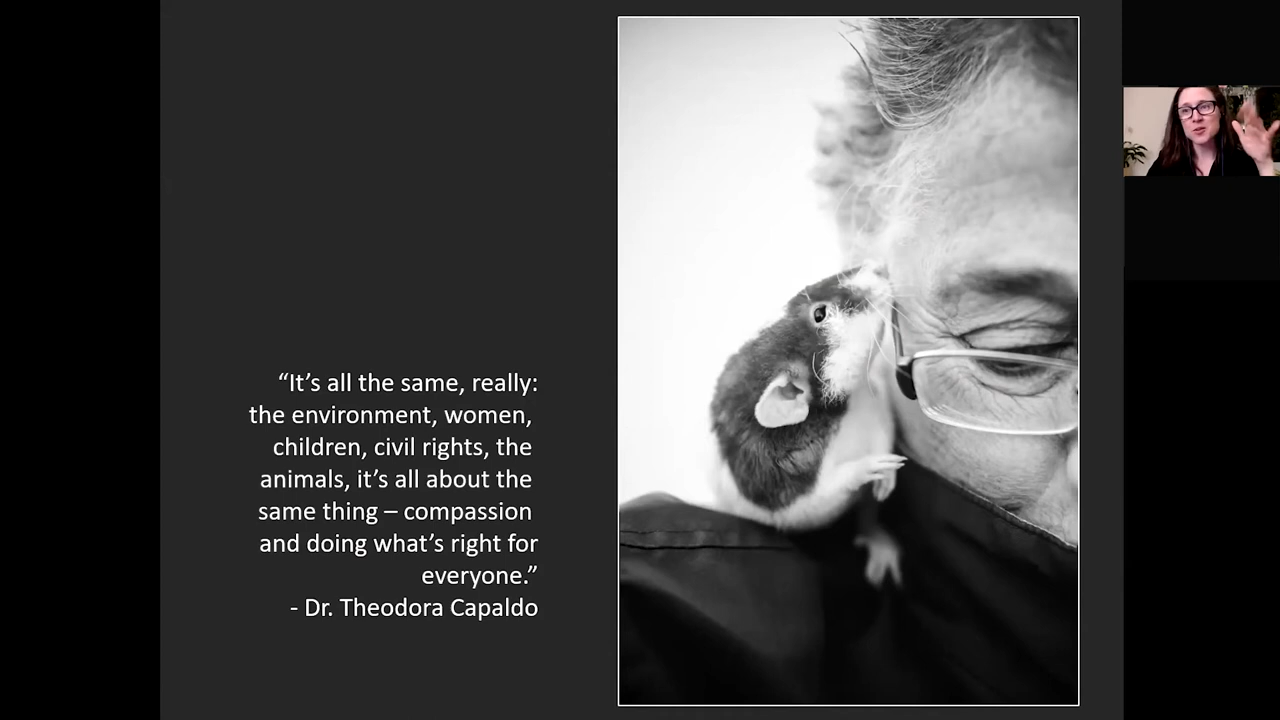 “It’s all the same, really:
the environment, women,
children, civil rights, the
animals, it’s all about the
same thing – compassion
and doing what’s right for
everyone.”
- Dr. Theodora Capaldo